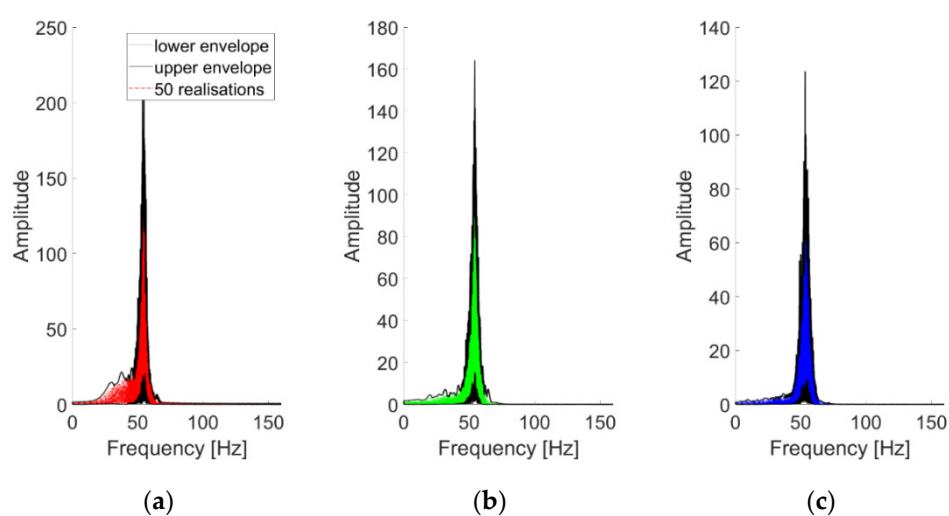 250
200
150
100
50
0
Amplitude
0 50 100 150
Frequency [Hz]
lower envelope
upper envelope
50 realisations
(a)
180
160
140
120
100
80
60
40
20
0
Amplitude
0 50 100 150
Frequency [Hz]
(b)
140
120
100
80
60
40
20
0
Amplitude
0 50 100 150
Frequency [Hz]
(c)